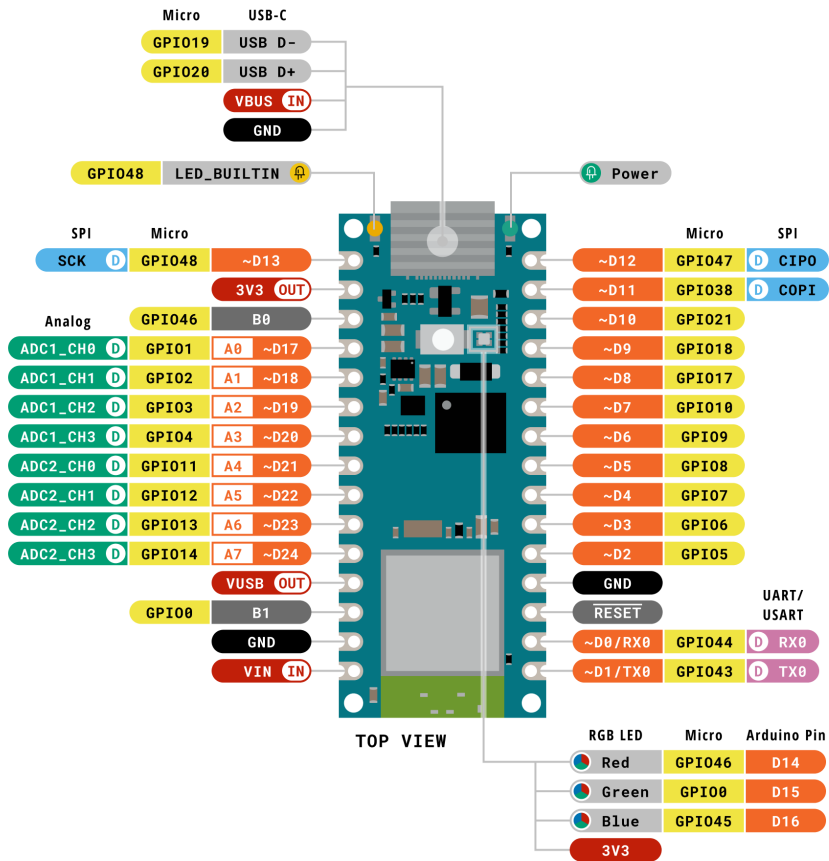 Micro USB-C
GPIO19 USB D-
GPIO20 USB D+
VBUS IN
GND
GPIO48 LED_BUILTIN
Power
SPI Micro
SCK D GPIO48 ~D13
3V3 OUT
GPIO46 B0
Analog
ADC1_CH0 D GPIO1 A0 ~D17
ADC1_CH1 D GPIO2 A1 ~D18
ADC1_CH2 D GPIO3 A2 ~D19
ADC1_CH3 D GPIO4 A3 ~D20
ADC2_CH0 D GPIO11 A4 ~D21
ADC2_CH1 D GPIO12 A5 ~D22
ADC2_CH2 D GPIO13 A6 ~D23
ADC2_CH3 D GPIO14 A7 ~D24
VUSB OUT
GPIO0 B1
GND
VIN IN
Micro SPI
~D12 GPIO47 D CIPO
~D11 GPIO38 D COPI
~D10 GPIO21
~D9 GPIO18
~D8 GPIO17
~D7 GPIO10
~D6 GPIO9
~D5 GPIO8
~D4 GPIO7
~D3 GPIO6
~D2 GPIO5
GND
RESET
UART/
USART
~D0/RX0 GPIO44 D RX0
~D1/TX0 GPIO43 D TX0
TOP VIEW
RGB LED Micro Arduino Pin
Red GPIO46 D14
Green GPIO0 D15
Blue GPIO45 D16
3V3